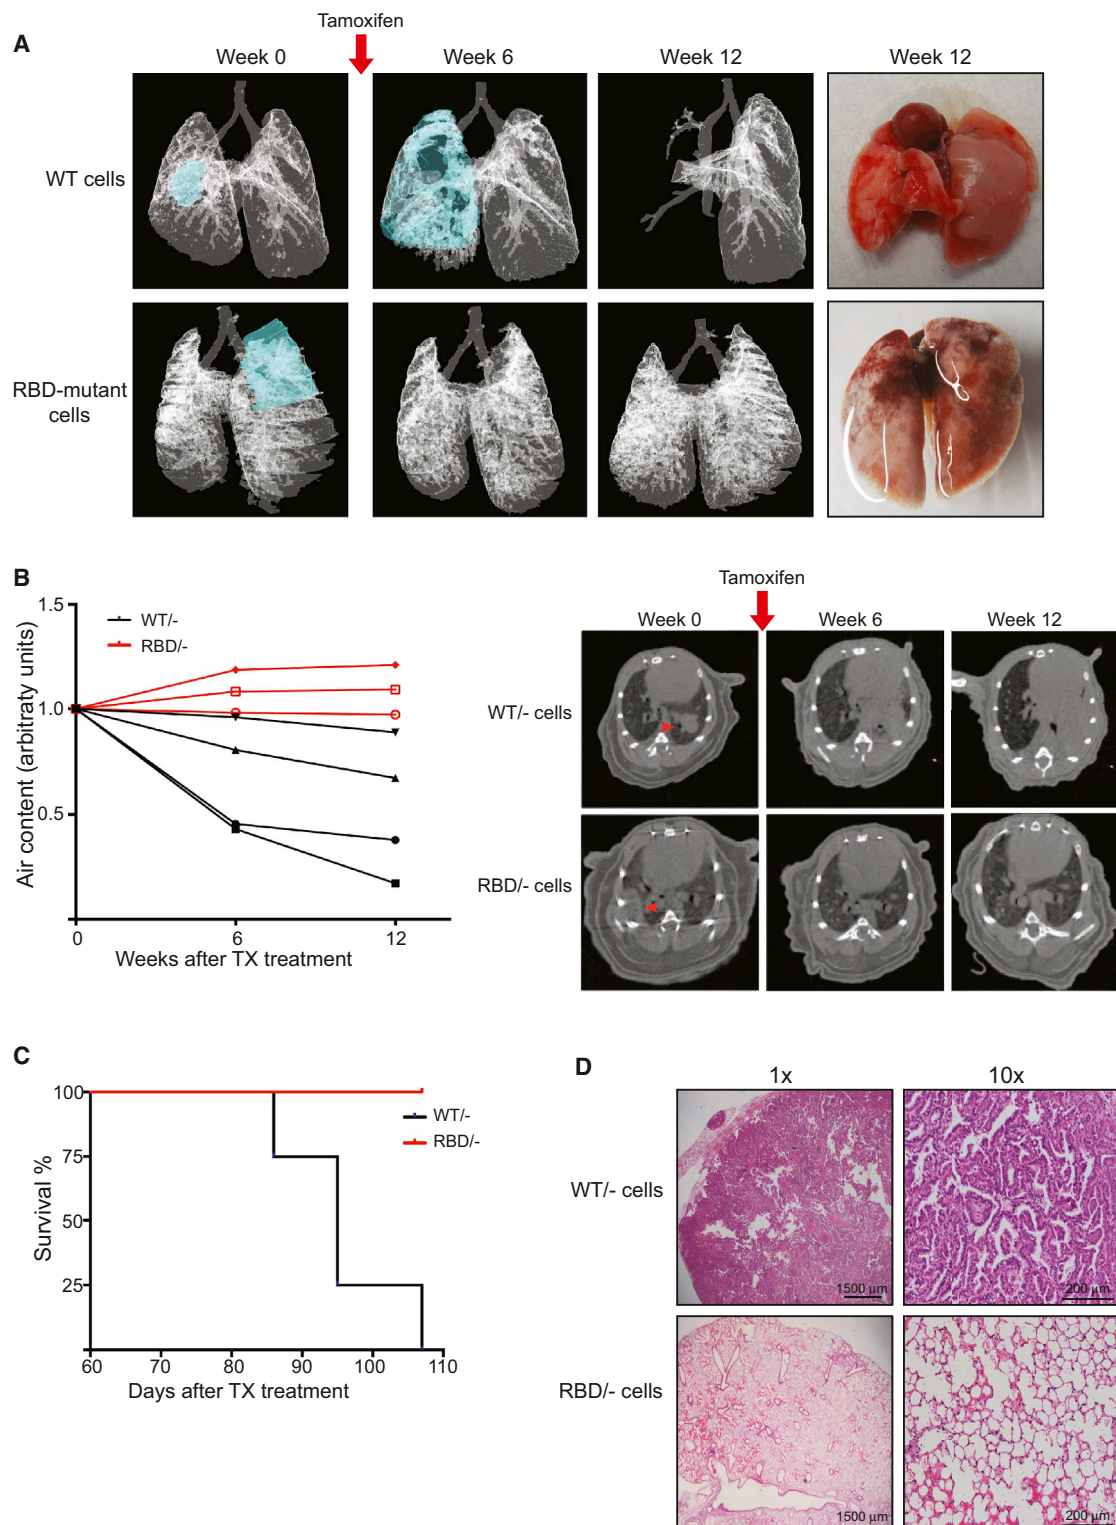 Tamoxifen
A
Week 0
Week 6
Week 12
Week 12
WT cells
RBD-mutant
cells
B
1.5
1.0
0.5
Air content (arbitraty units)
WT/-
RBD/-
0
6
12
Weeks after TX treatment
Tamoxifen
Week 0
Week 6
Week 12
WT/- cells
RBD/- cells
C
100
75
50
25
Survival %
WT/-
RBD/-
60
70
80
90
100
110
Days after TX treatment
D
1x
10x
WT/- cells
1500 µm
200 µm
RBD/- cells
1500 µm
200 µm